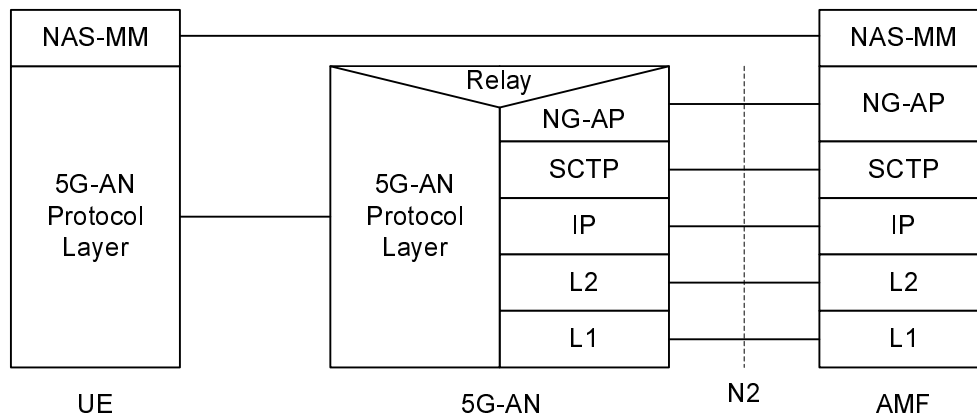 NAS-MM
NAS-MM
Relay
NG-AP
NG-AP
5G-AN
Protocol
Layer
5G-AN
Protocol
Layer
SCTP
SCTP
IP
IP
L2
L2
L1
L1
UE
5G-AN
N2
AMF